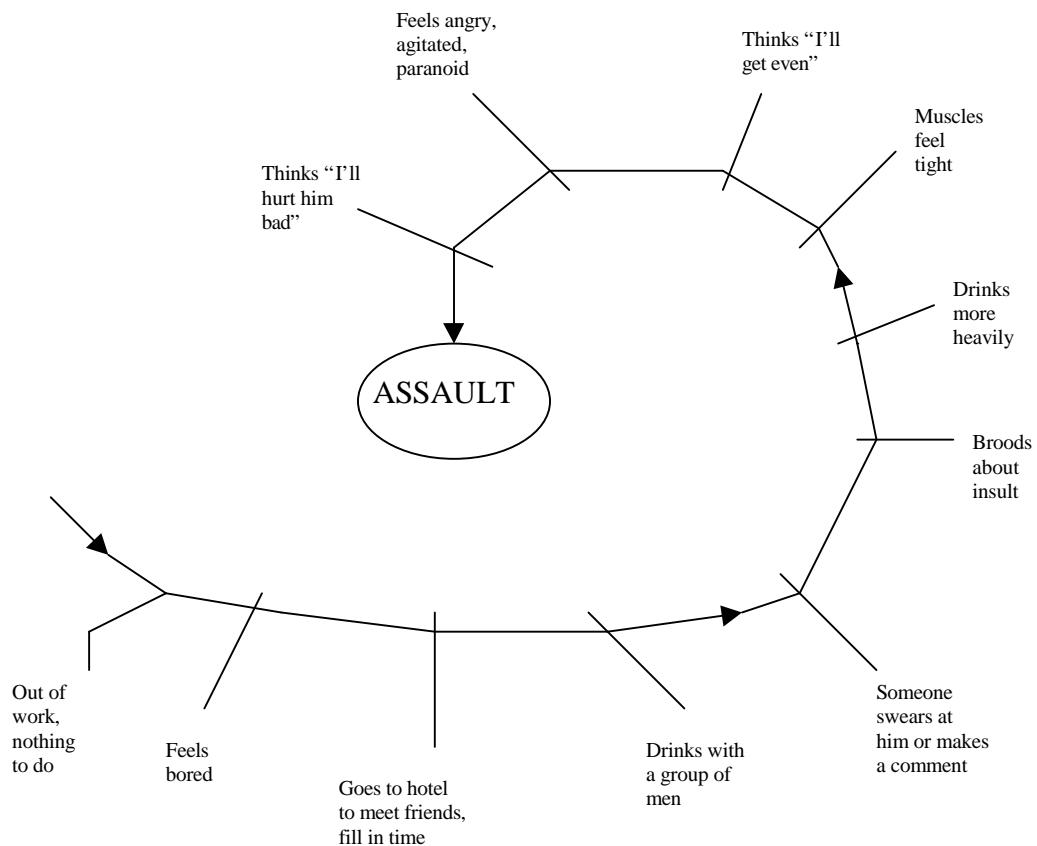 Feels angry,
agitated,
paranoid
Thinks “I’ll
get even”
Muscles
feel
tight
Thinks “I’ll
hurt him
bad”
Drinks
more
heavily
ASSAULT
Broods
about
insult
Out of
work,
nothing
to do
Feels
bored
Goes to hotel
to meet friends,
fill in time
Drinks with
a group of
men
Someone
swears at
him or makes
a comment